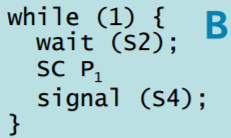 while (1) { B
wait (S2);
SC P₁
signal (S4);
}